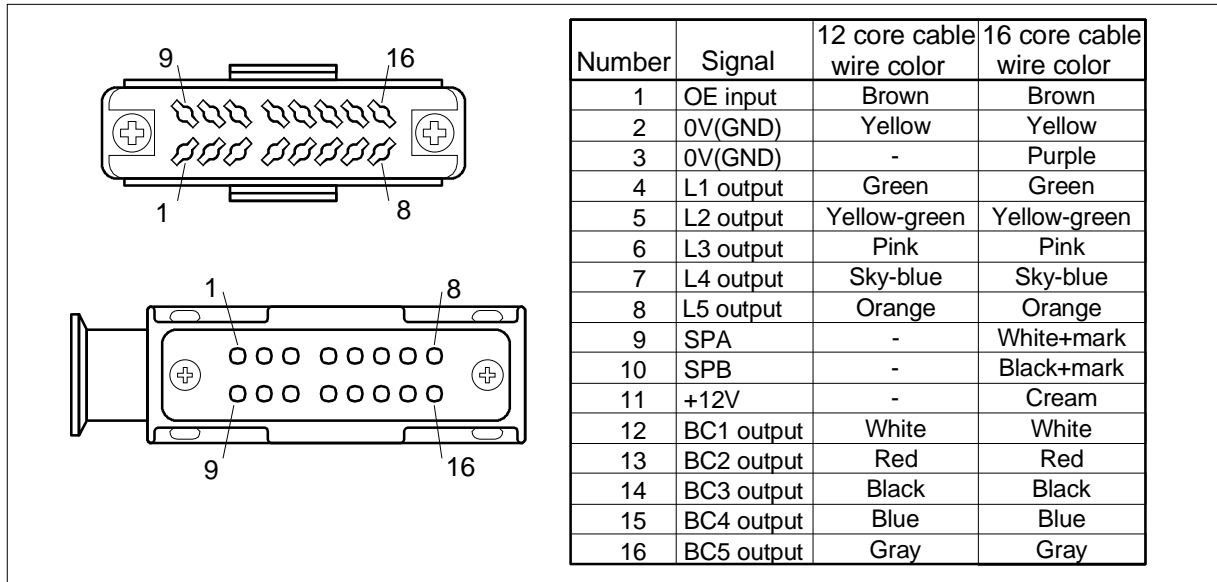 9 16
1 8
1 8
9 16
Number Signal 12 core cable wire color 16 core cable wire color
1 OE input Brown Brown
2 0V(GND) Yellow Yellow
3 0V(GND) - Purple
4 L1 output Green Green
5 L2 output Yellow-green Yellow-green
6 L3 output Pink Pink
7 L4 output Sky-blue Sky-blue
8 L5 output Orange Orange
9 SPA - White+mark
10 SPB - Black+mark
11 +12V - Cream
12 BC1 output White White
13 BC2 output Red Red
14 BC3 output Black Black
15 BC4 output Blue Blue
16 BC5 output Gray Gray